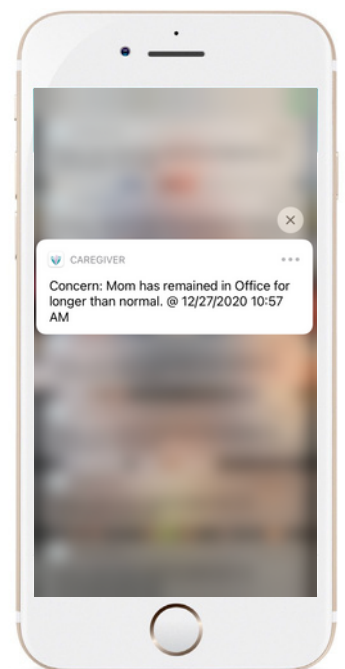 CAREGIVER
Concern: Mom has remained in Office for
longer than normal. @ 12/27/2020 10:57
AM